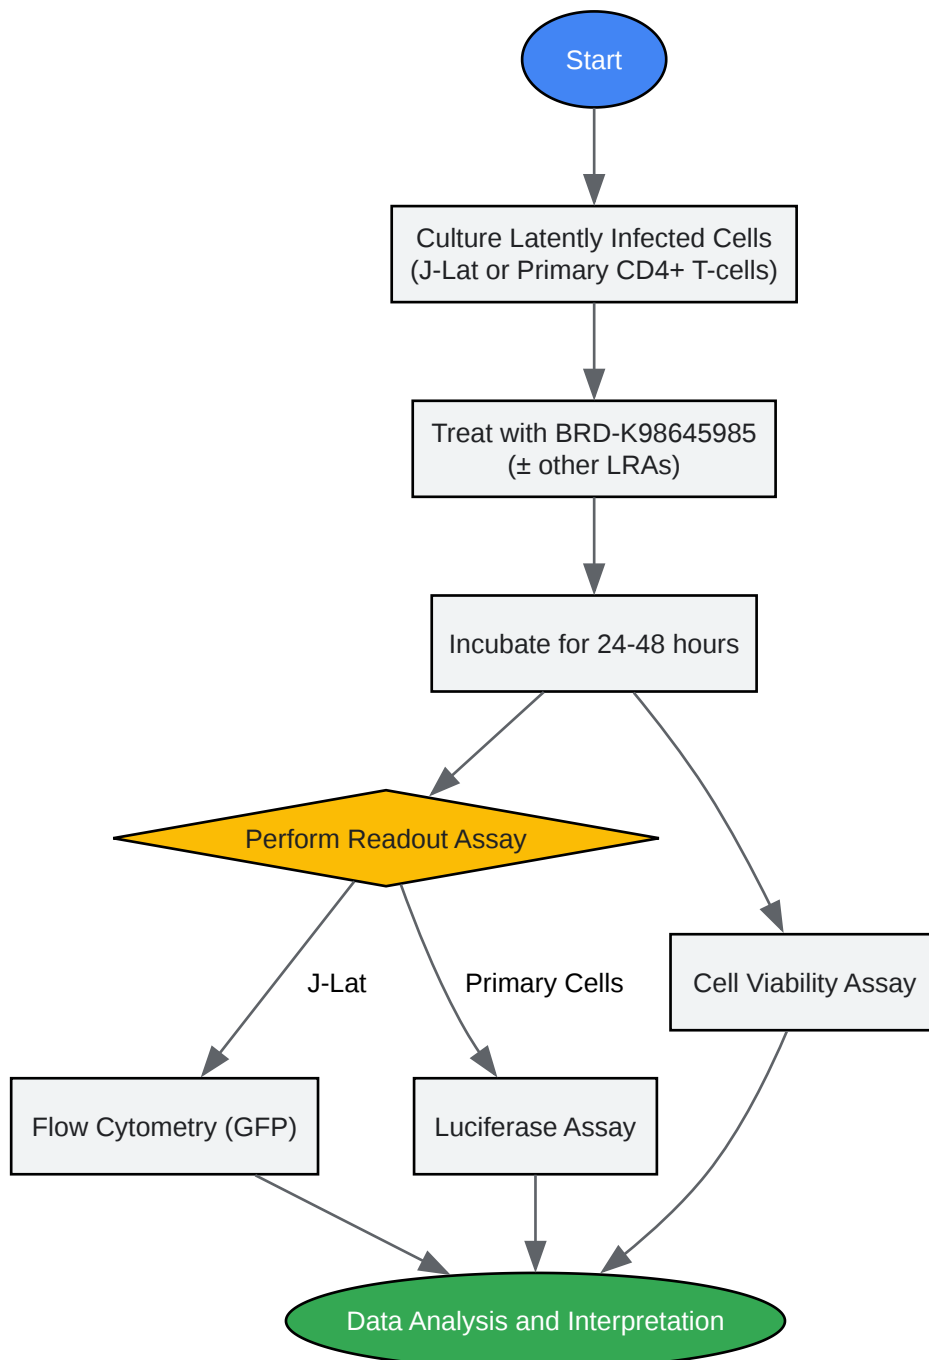 Start
Culture Latently Infected Cells
(J-Lat or Primary CD4+ T-cells)
Treat with BRD-K98645985
(± other LRAs)
Incubate for 24-48 hours
Perform Readout Assay
J-Lat
Primary Cells
Cell Viability Assay
Flow Cytometry (GFP)
Luciferase Assay
Data Analysis and Interpretation